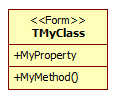 <<Form>>
TMyClass
+MyProperty
+MyMethod()